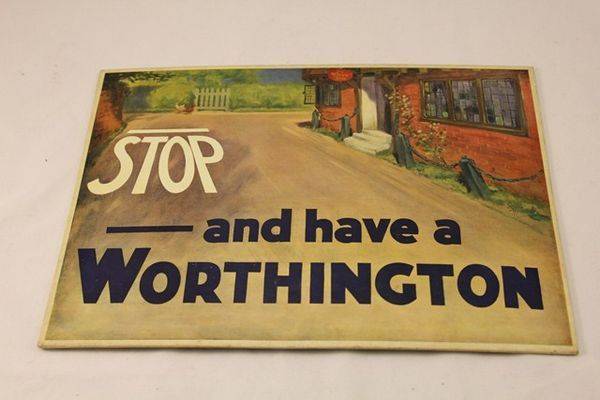 STOP
— and have a
WORTHINGTON